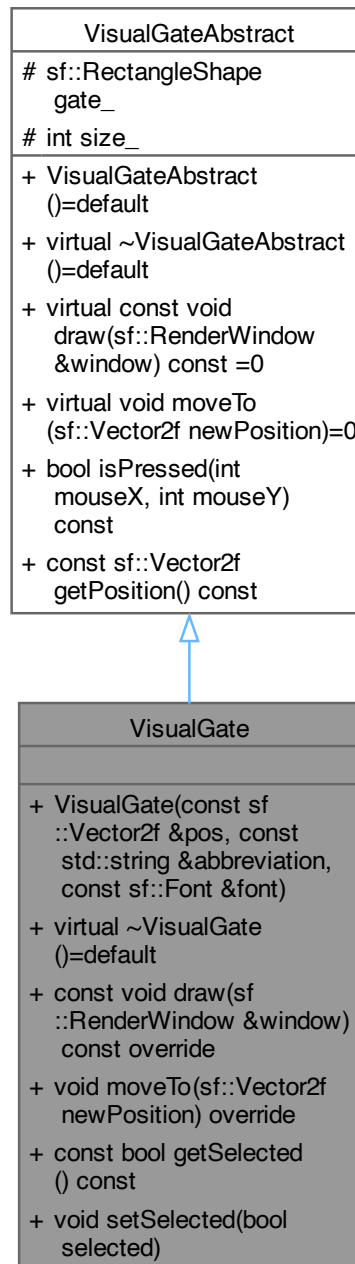 VisualGateAbstract
# sf::RectangleShape
gate_
# int size_
+ VisualGateAbstract
()=default
+ virtual ~VisualGateAbstract
()=default
+ virtual const void
draw(sf::RenderWindow
&window) const =0
+ virtual void moveTo
(sf::Vector2f newPosition)=0
+ bool isPressed(int
mouseX, int mouseY)
const
+ const sf::Vector2f
getPosition() const
VisualGate
+ VisualGate(const sf
::Vector2f &pos, const
std::string &abbreviation,
const sf::Font &font)
+ virtual ~VisualGate
()=default
+ const void draw(sf
::RenderWindow &window)
const override
+ void moveTo(sf::Vector2f
newPosition) override
+ const bool getSelected
() const
+ void setSelected(bool
selected)